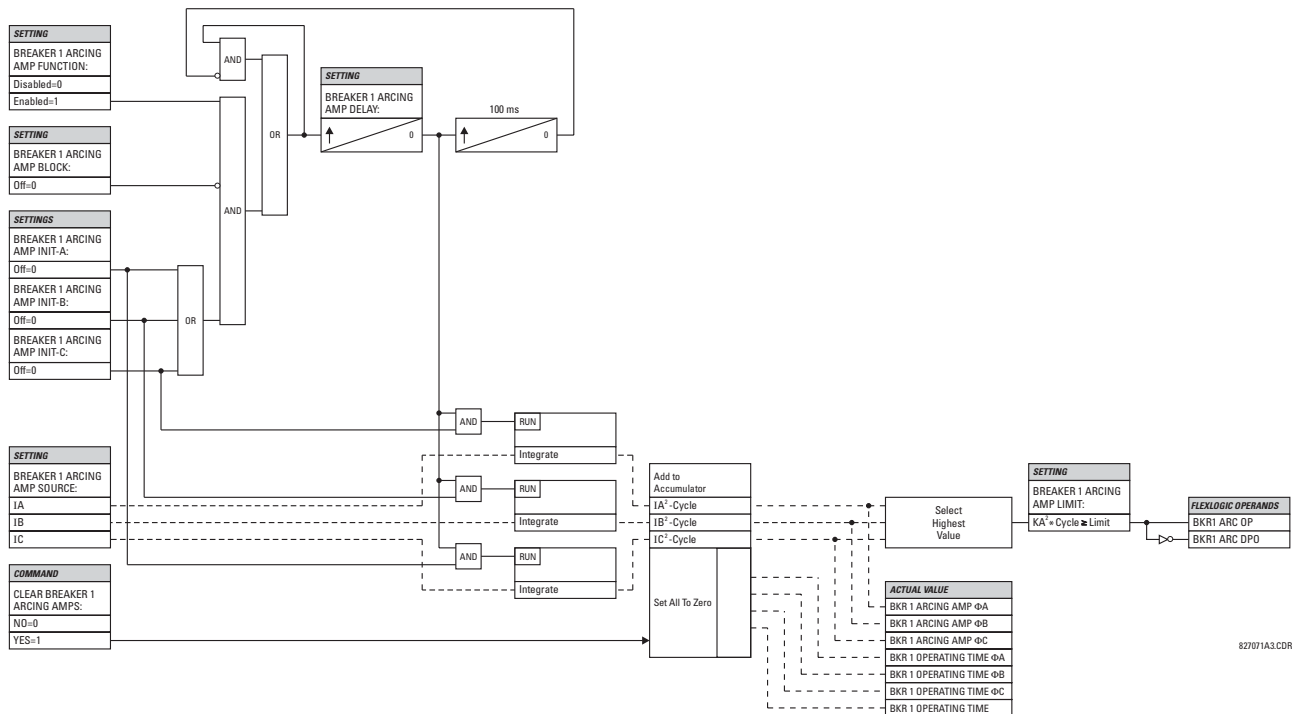 SETTING
BREAKER 1 ARCING
AMP FUNCTION:
Disabled=0
Enabled=1
SETTING
BREAKER 1 ARCING
AMP BLOCK:
Off=0
SETTINGS
BREAKER 1 ARCING
AMP INIT-A:
Off=0
BREAKER 1 ARCING
AMP INIT-B:
Off=0
BREAKER 1 ARCING
AMP INIT-C:
Off=0
SETTING
BREAKER 1 ARCING
AMP SOURCE:
IA
IB
IC
COMMAND
CLEAR BREAKER 1
ARCING AMPS:
NO=0
YES=1
AND
AND
OR
OR
SETTING
BREAKER 1 ARCING
AMP DELAY:
0
100 ms
0
AND
RUN
Integrate
AND
RUN
Integrate
AND
RUN
Integrate
Add to
Accumulator
IA²-Cycle
IB²-Cycle
IC²-Cycle
Set All To Zero
Select
Highest
Value
SETTING
BREAKER 1 ARCING
AMP LIMIT:
KA² * Cycle ≥ Limit
FLEXLOGIC OPERANDS
BKR1 ARC OP
BKR1 ARC DPO
ACTUAL VALUE
BKR 1 ARCING AMP ΦA
BKR 1 ARCING AMP ΦB
BKR 1 ARCING AMP ΦC
BKR 1 OPERATING TIME ΦA
BKR 1 OPERATING TIME ΦB
BKR 1 OPERATING TIME ΦC
BKR 1 OPERATING TIME
827071A3.CDR